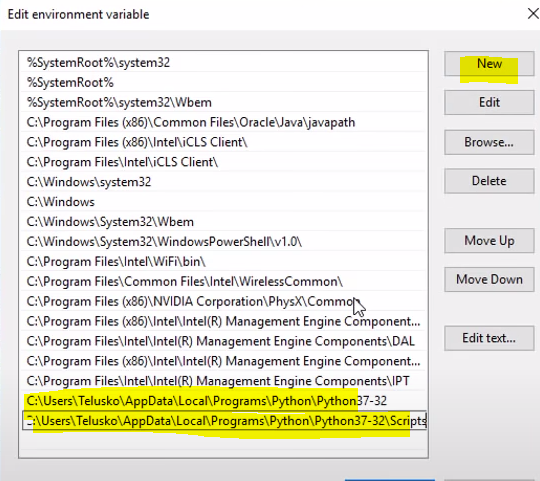 Edit environment variable
%SystemRoot%\system32
%SystemRoot%
%SystemRoot%\system32\Wbem
C:\Program Files (x86)\Common Files\Oracle\Java\javapath
C:\Program Files (x86)\Intel\iCLS Client\
C:\Program Files\Intel\iCLS Client\
C:\Windows\system32
C:\Windows
C:\Windows\System32\Wbem
C:\Windows\System32\WindowsPowerShell\v1.0\
C:\Program Files\Intel\WiFi\bin\
C:\Program Files\Common Files\Intel\WirelessCommon\
C:\Program Files (x86)\NVIDIA Corporation\PhysX\Common
C:\Program Files (x86)\Intel\Intel(R) Management Engine Component...
C:\Program Files\Intel\Intel(R) Management Engine Components\DAL
C:\Program Files (x86)\Intel\Intel(R) Management Engine Component...
C:\Program Files\Intel\Intel(R) Management Engine Components\IPT
C:\Users\Telusko\AppData\Local\Programs\Python\Python37-32
C:\Users\Telusko\AppData\Local\Programs\Python\Python37-32\Scripts
New
Edit
Browse...
Delete
Move Up
Move Down
Edit text...